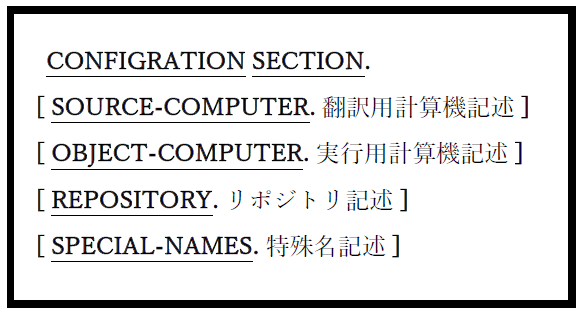 CONFIGRATION SECTION.
[ SOURCE-COMPUTER. 翻訳用計算機記述 ]
[ OBJECT-COMPUTER. 実行用計算機記述 ]
[ REPOSITORY. リポジトリ記述 ]
[ SPECIAL-NAMES. 特殊名記述 ]